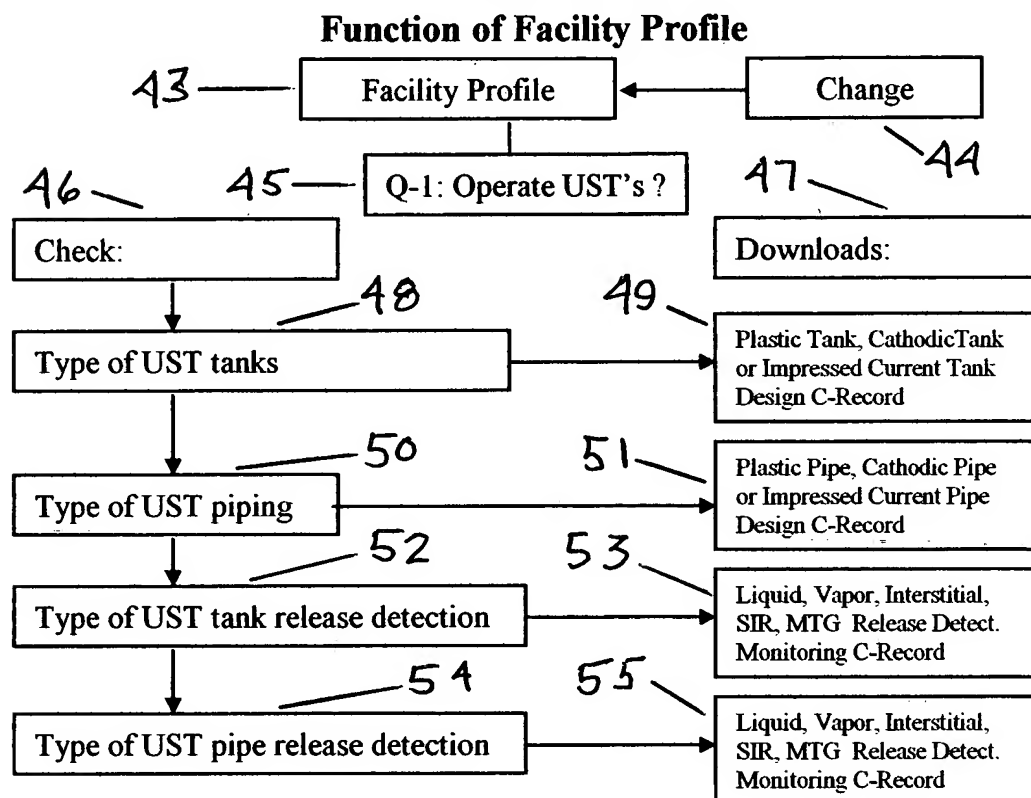 Function of Facility Profile
43
Facility Profile
Change
44
46
45
Q-1: Operate UST's ?
47
Check:
Downloads:
48
49
Type of UST tanks
Plastic Tank, CathodicTank
or Impressed Current Tank
Design C-Record
50
51
Type of UST piping
Plastic Pipe, Cathodic Pipe
or Impressed Current Pipe
Design C-Record
52
53
Type of UST tank release detection
Liquid, Vapor, Interstitial,
SIR, MTG Release Detect.
Monitoring C-Record
54
55
Type of UST pipe release detection
Liquid, Vapor, Interstitial,
SIR, MTG Release Detect.
Monitoring C-Record